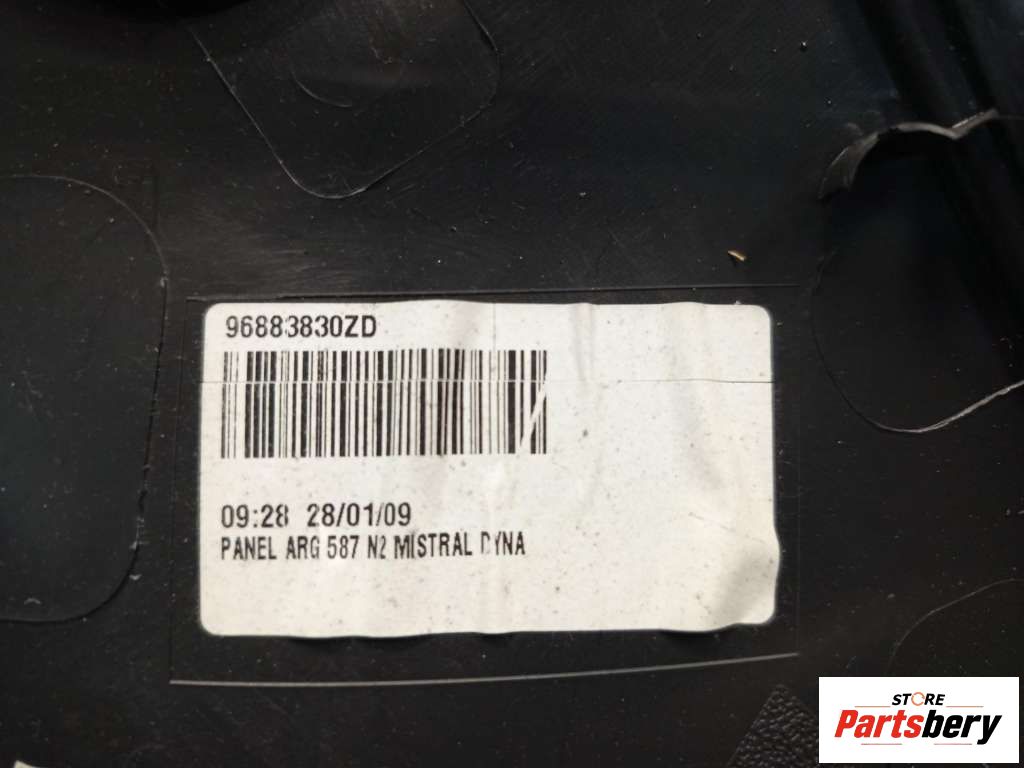 96883830ZD
09:28 28/01/09
PANEL ARG 587 N2 MISTRAL DYNA
STORE
Partsbery